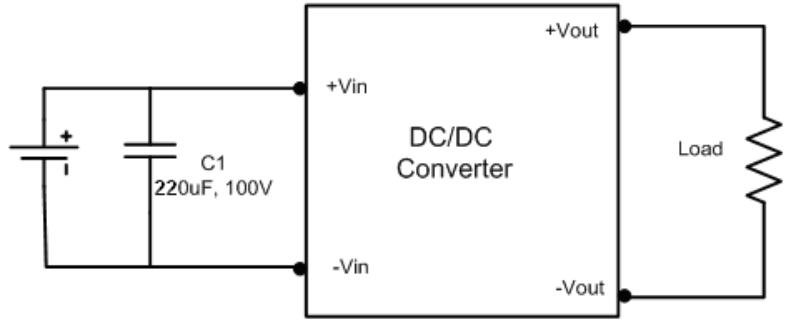 +Vout
+Vin
DC/DC
Converter
Load
+
C1
220uF, 100V
-
-Vin
-Vout